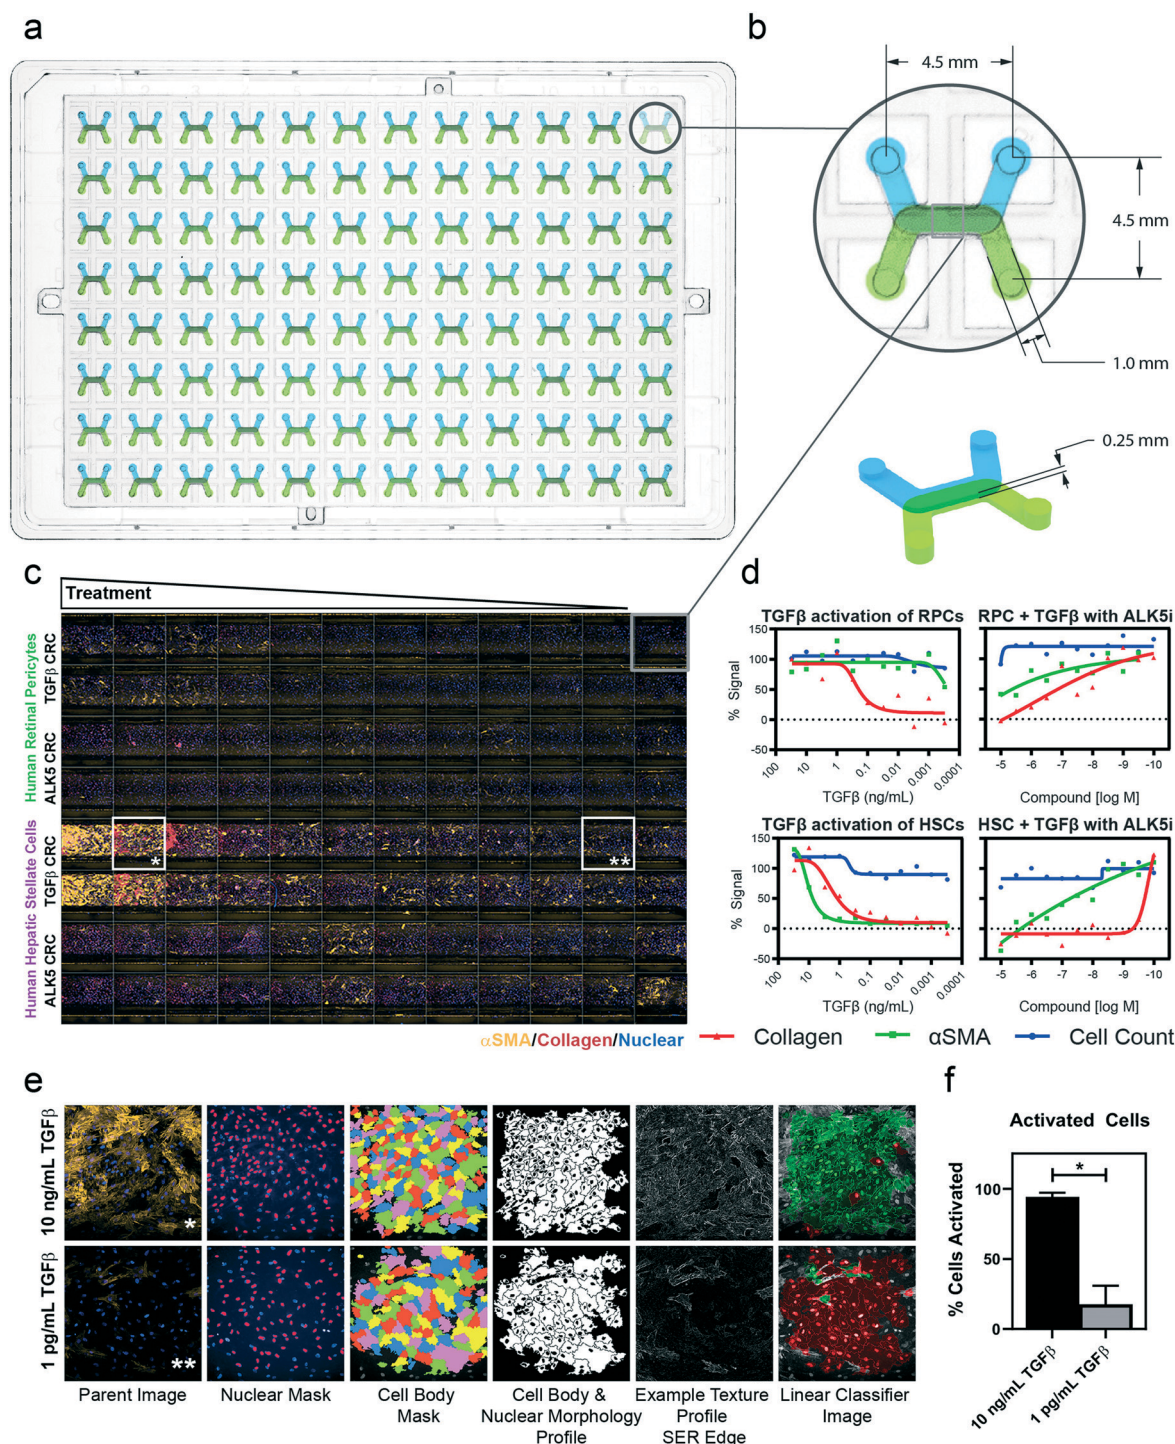 a
b
4.5 mm
4.5 mm
1.0 mm
0.25 mm
c
Treatment
Human Retinal Pericytes
TGFβ CRC
ALK5 CRC
Human Hepatic Stellate Cells
TGFβ CRC
ALK5 CRC
*
**
αSMA/Collagen/Nuclear
d
TGFβ activation of RPCs
% Signal
150
100
50
0
-50
100
10
1
0.1
0.01
0.001
0.0001
TGFβ (ng/mL)
RPC + TGFβ with ALK5i
-5
-6
-7
-8
-9
-10
Compound [log M]
TGFβ activation of HSCs
% Signal
150
100
50
0
-50
100
10
1
0.1
0.01
0.001
0.0001
TGFβ (ng/mL)
HSC + TGFβ with ALK5i
-5
-6
-7
-8
-9
-10
Compound [log M]
Collagen
αSMA
Cell Count
e
10 ng/mL TGFβ
*
1 pg/mL TGFβ
**
Parent Image
Nuclear Mask
Cell Body
Mask
Cell Body &
Nuclear Morphology
Profile
Example Texture
Profile
SER Edge
Linear Classifier
Image
f
Activated Cells
*
% Cells Activated
100
50
0
10 ng/mL TGFβ
1 pg/mL TGFβ